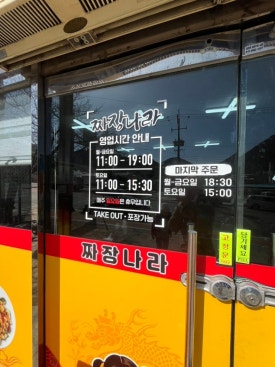 짜장나라
영업시간 안내
월-금요일
11:00 - 19:00
토요일
11:00 - 15:30
매주 일요일은 휴무입니다
TAKE OUT · 포장가능
마지막 주문
월-금요일 18:30
토요일 15:00
짜장나라
고정문
당기세요